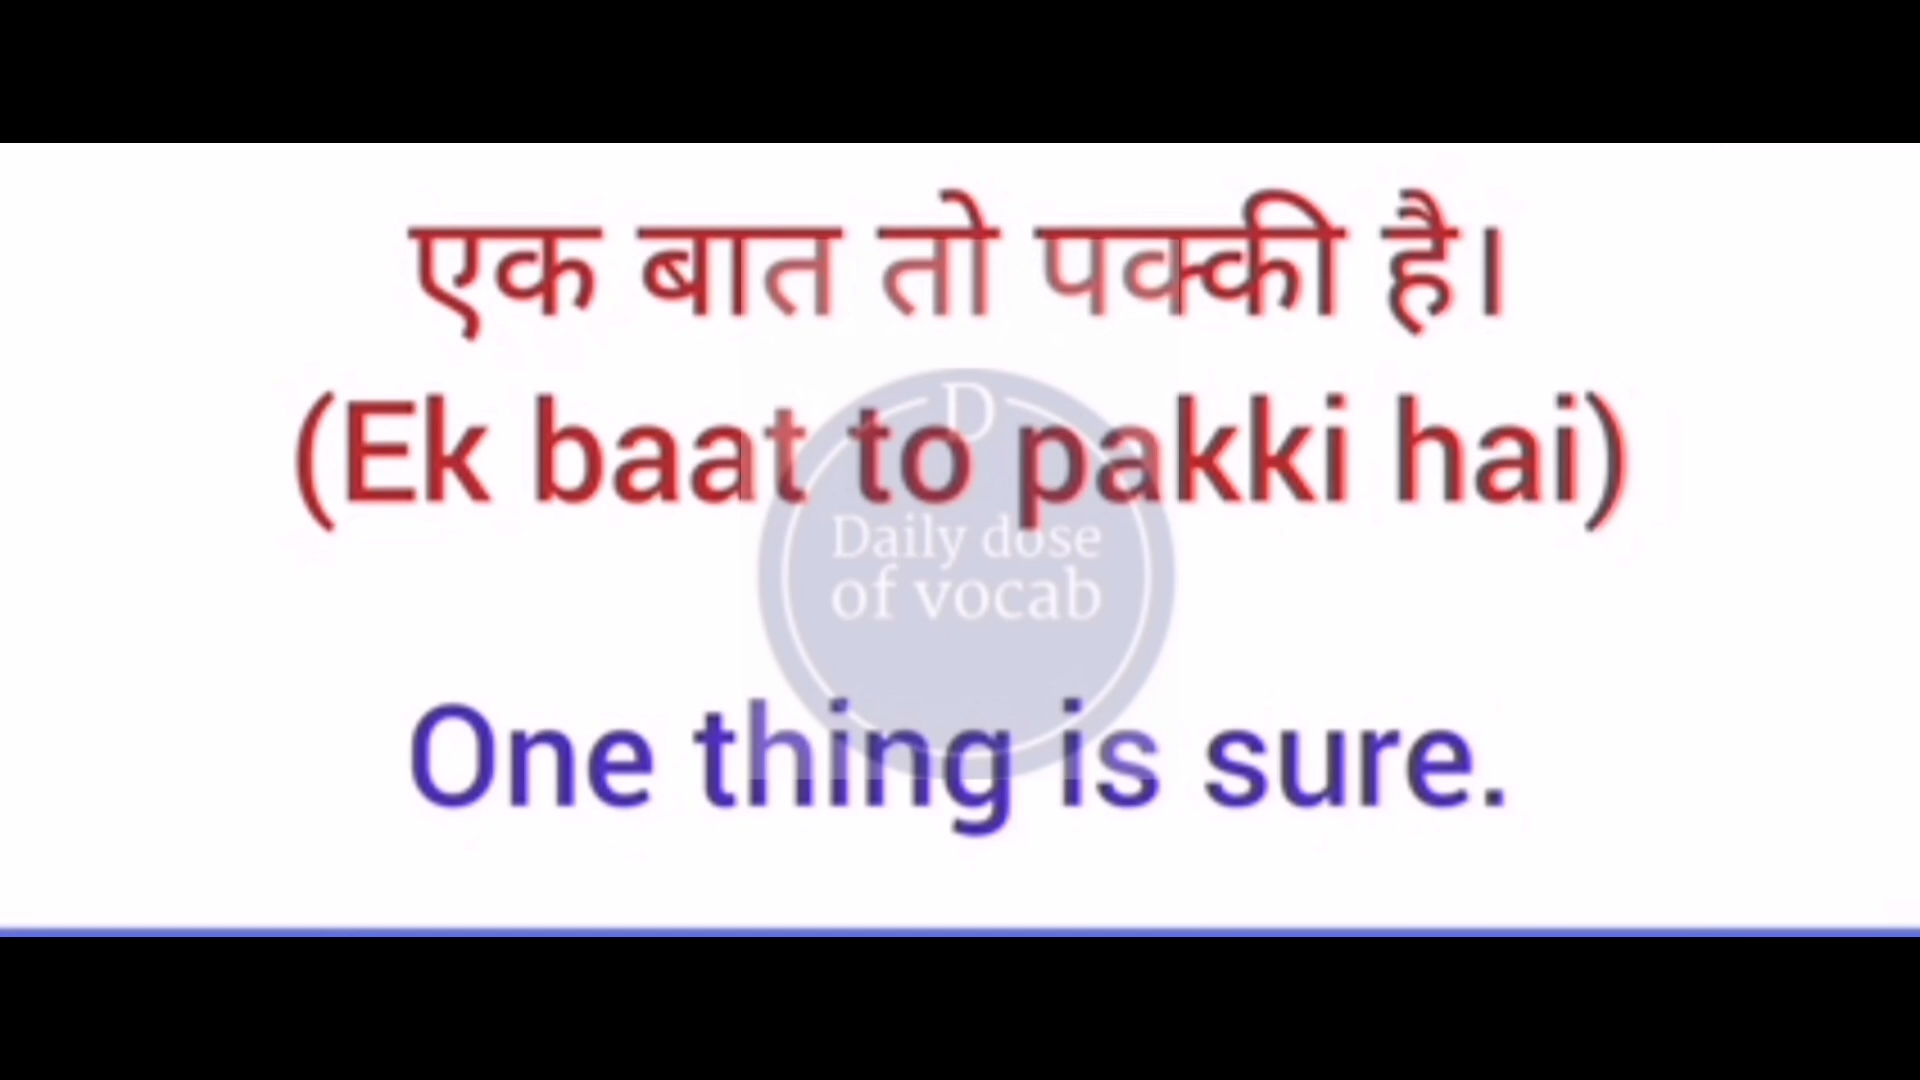 एक बात तो पक्की है।
(Ek baat to pakki hai)
D
Daily dose
of vocab
One thing is sure.